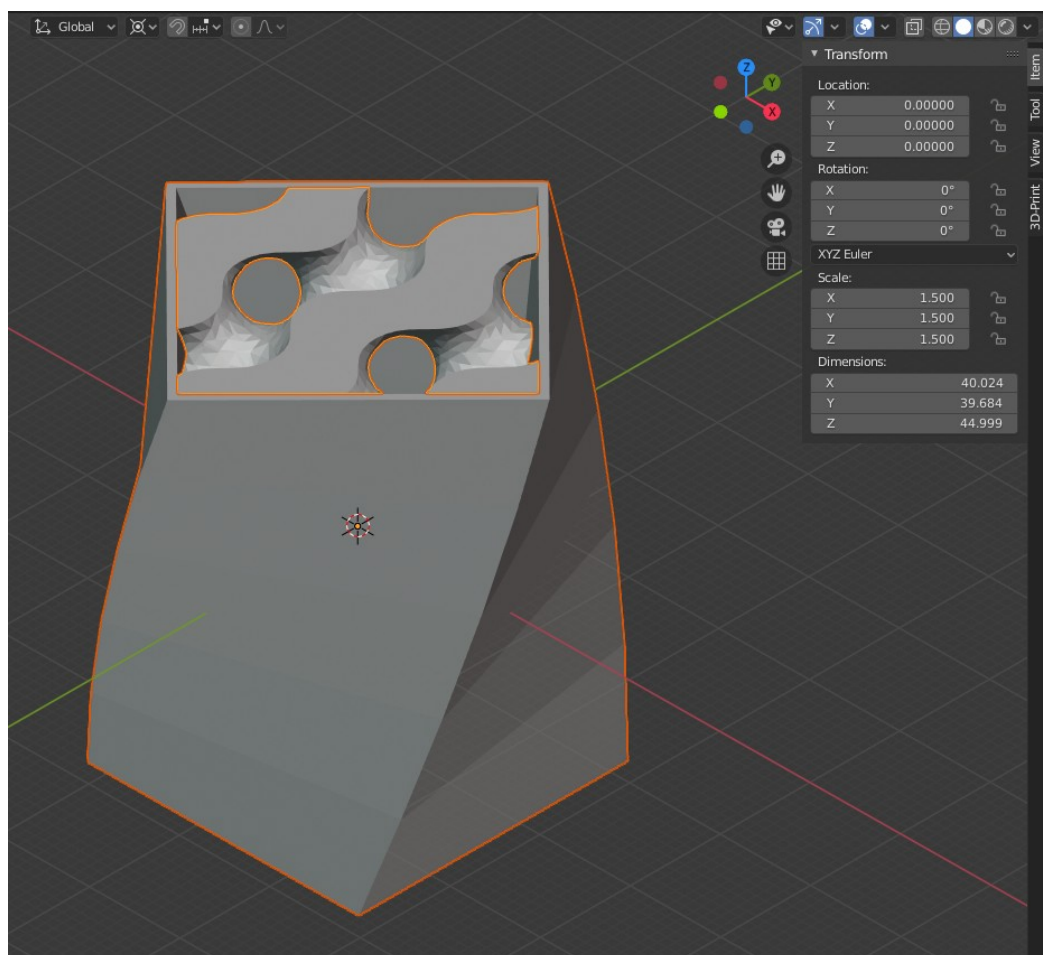 Global
Transform
Location:
X 0.00000
Y 0.00000
Z 0.00000
Rotation:
X 0°
Y 0°
Z 0°
XYZ Euler
Scale:
X 1.500
Y 1.500
Z 1.500
Dimensions:
X 40.024
Y 39.684
Z 44.999
Item
Tool
View
3D-Print
Z
Y
X